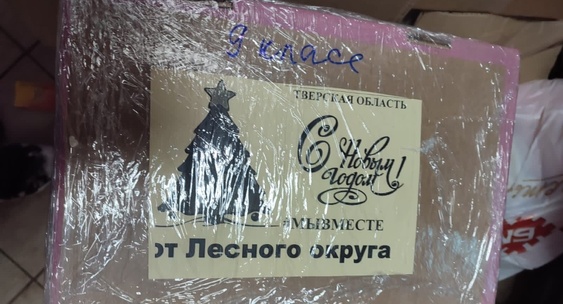 9 класс
ТВЕРСКАЯ ОБЛАСТЬ
С Новым
годом!
#МЫВМЕСТЕ
от Лесного округа